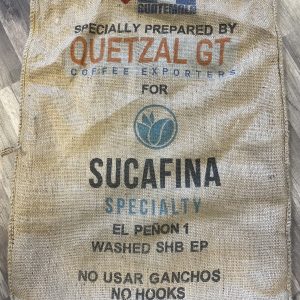 GUATEMALA
SPECIALLY PREPARED BY
QUETZAL GT
COFFEE EXPORTERS
FOR
SUCAFINA
SPECIALTY
EL PEÑON 1
WASHED SHB EP
NO USAR GANCHOS
NO HOOKS